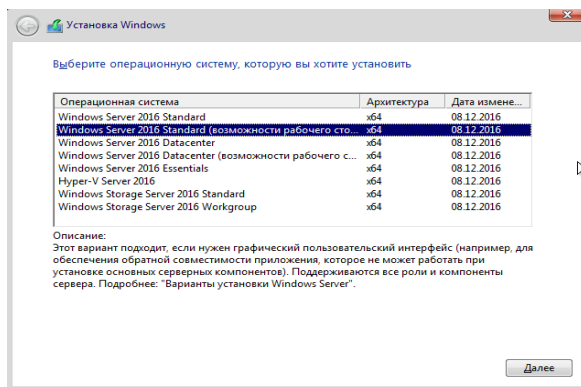 Установка Windows
Выберите операционную систему, которую вы хотите установить
Операционная система Архитектура Дата измене...
Windows Server 2016 Standard x64 08.12.2016
Windows Server 2016 Standard (возможности рабочего сто... x64 08.12.2016
Windows Server 2016 Datacenter x64 08.12.2016
Windows Server 2016 Datacenter (возможности рабочего с... x64 08.12.2016
Windows Server 2016 Essentials x64 08.12.2016
Hyper-V Server 2016 x64 08.12.2016
Windows Storage Server 2016 Standard x64 08.12.2016
Windows Storage Server 2016 Workgroup x64 08.12.2016
Описание:
Этот вариант подходит, если нужен графический пользовательский интерфейс (например, для
обеспечения обратной совместимости приложения, которое не может работать при
установке основных серверных компонентов). Поддерживаются все роли и компоненты
сервера. Подробнее: "Варианты установки Windows Server".
Далее